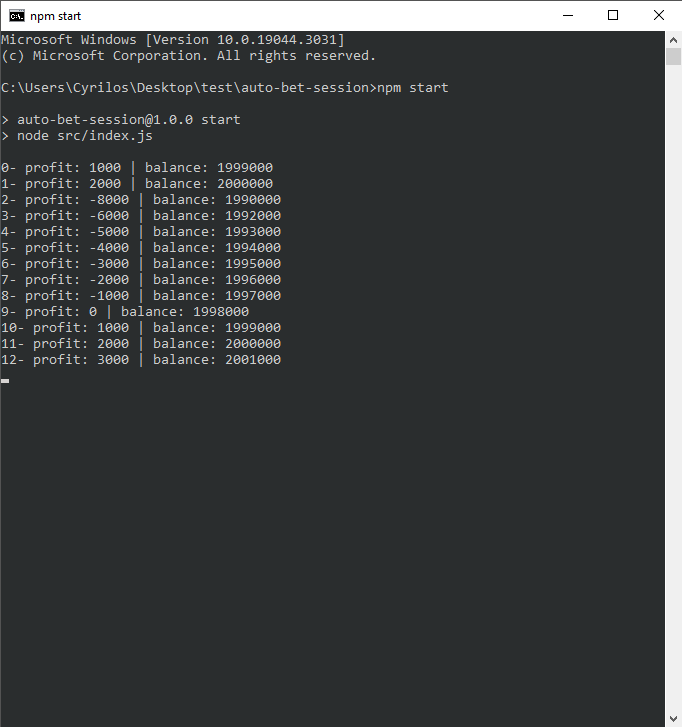 npm start
Microsoft Windows [Version 10.0.19044.3031]
(c) Microsoft Corporation. All rights reserved.
C:\Users\Cyrilos\Desktop\test\auto-bet-session>npm start
> auto-bet-session@1.0.0 start
> node src/index.js
0- profit: 1000 | balance: 1999000
1- profit: 2000 | balance: 2000000
2- profit: -8000 | balance: 1990000
3- profit: -6000 | balance: 1992000
4- profit: -5000 | balance: 1993000
5- profit: -4000 | balance: 1994000
6- profit: -3000 | balance: 1995000
7- profit: -2000 | balance: 1996000
8- profit: -1000 | balance: 1997000
9- profit: 0 | balance: 1998000
10- profit: 1000 | balance: 1999000
11- profit: 2000 | balance: 2000000
12- profit: 3000 | balance: 2001000